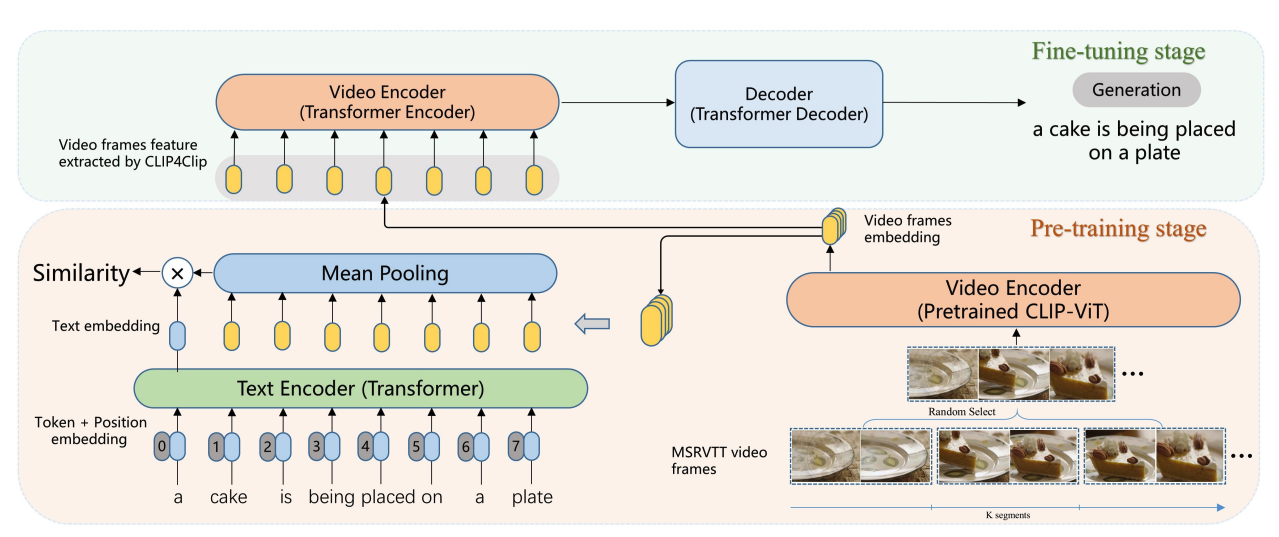 Fine-tuning stage
Video Encoder
(Transformer Encoder)
Decoder
(Transformer Decoder)
Generation
a cake is being placed
on a plate
Video frames feature
extracted by CLIP4Clip
Pre-training stage
Video frames
embedding
Similarity
×
Mean Pooling
Video Encoder
(Pretrained CLIP-ViT)
Text embedding
Text Encoder (Transformer)
...
Random Select
Token + Position
embedding
0 1 2 3 4 5 6 7
MSRVTT video
frames
...
a cake is being placed on a plate
K segments